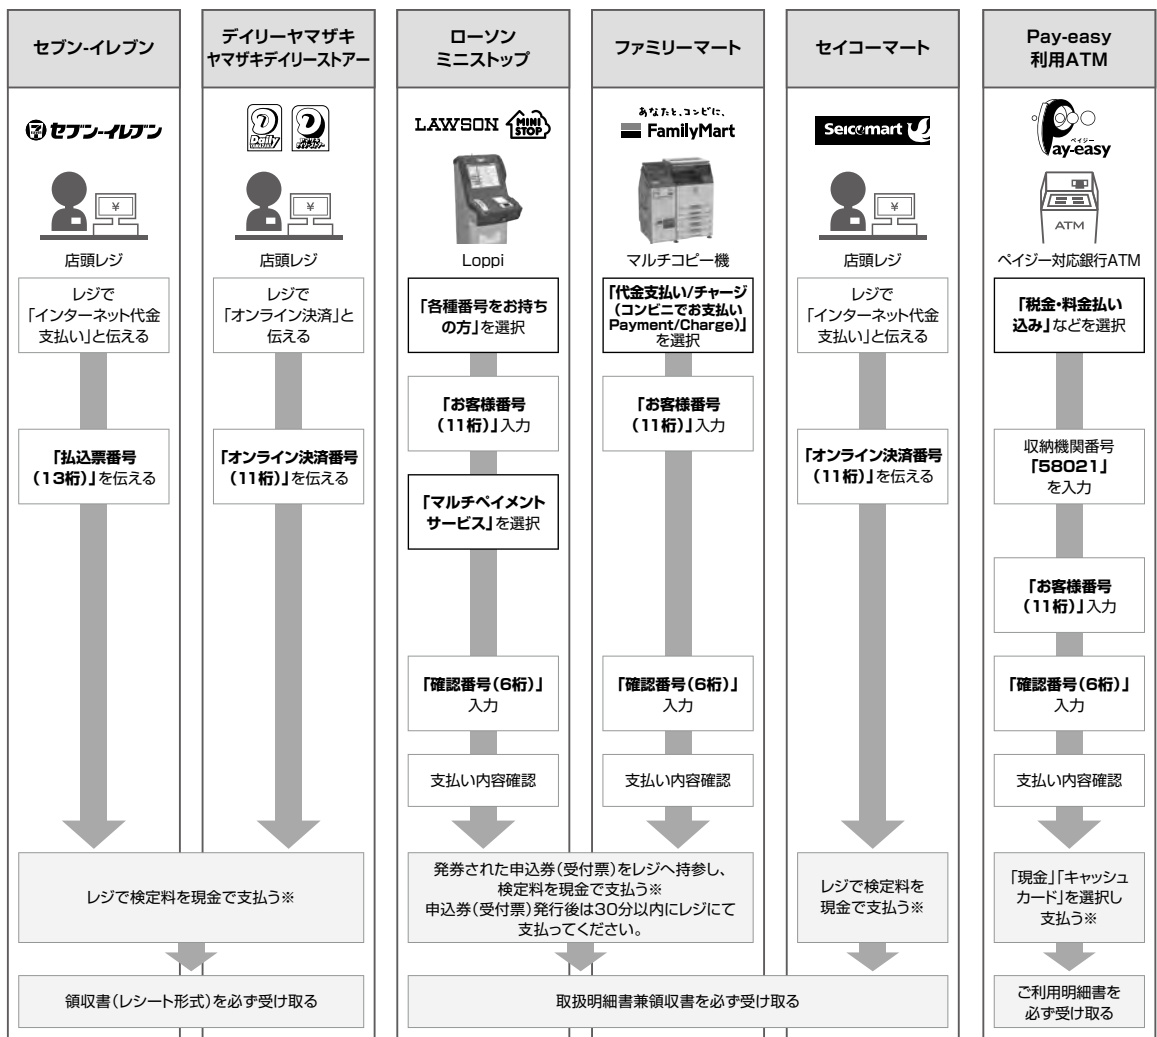 セブン-イレブン
デイリーヤマザキ
ヤマザキデイリーストアー
ローソン
ミニストップ
ファミリーマート
セイコーマート
Pay-easy
利用ATM
セブン-イレブン
Daily
LAWSON
MINI
STOP
あなたと、コンビに、
FamilyMart
Seicomart
ペイジー
Pay-easy
¥
¥
¥
ATM
店頭レジ
店頭レジ
Loppi
マルチコピー機
店頭レジ
ペイジー対応銀行ATM
レジで
「インターネット代金
支払い」と伝える
レジで
「オンライン決済」と
伝える
「各種番号をお持ち
の方」を選択
「代金支払い/チャージ
(コンビニでお支払い
Payment/Charge)」
を選択
レジで
「インターネット代金
支払い」と伝える
「税金・料金払い
込み」などを選択
「お客様番号
(11桁)」入力
「お客様番号
(11桁)」入力
「払込票番号
(13桁)」を伝える
「オンライン決済番号
(11桁)」を伝える
「マルチペイメント
サービス」を選択
「オンライン決済番号
(11桁)」を伝える
収納機関番号
「58021」
を入力
「お客様番号
(11桁)」入力
「確認番号(6桁)」
入力
「確認番号(6桁)」
入力
「確認番号(6桁)」
入力
支払い内容確認
支払い内容確認
支払い内容確認
レジで検定料を現金で支払う※
発券された申込券(受付票)をレジへ持参し、
検定料を現金で支払う※
申込券(受付票)発行後は30分以内にレジにて
支払ってください。
レジで検定料を
現金で支払う※
「現金」「キャッシュ
カード」を選択し
支払う※
領収書(レシート形式)を必ず受け取る
取扱明細書兼領収書を必ず受け取る
ご利用明細書を
必ず受け取る